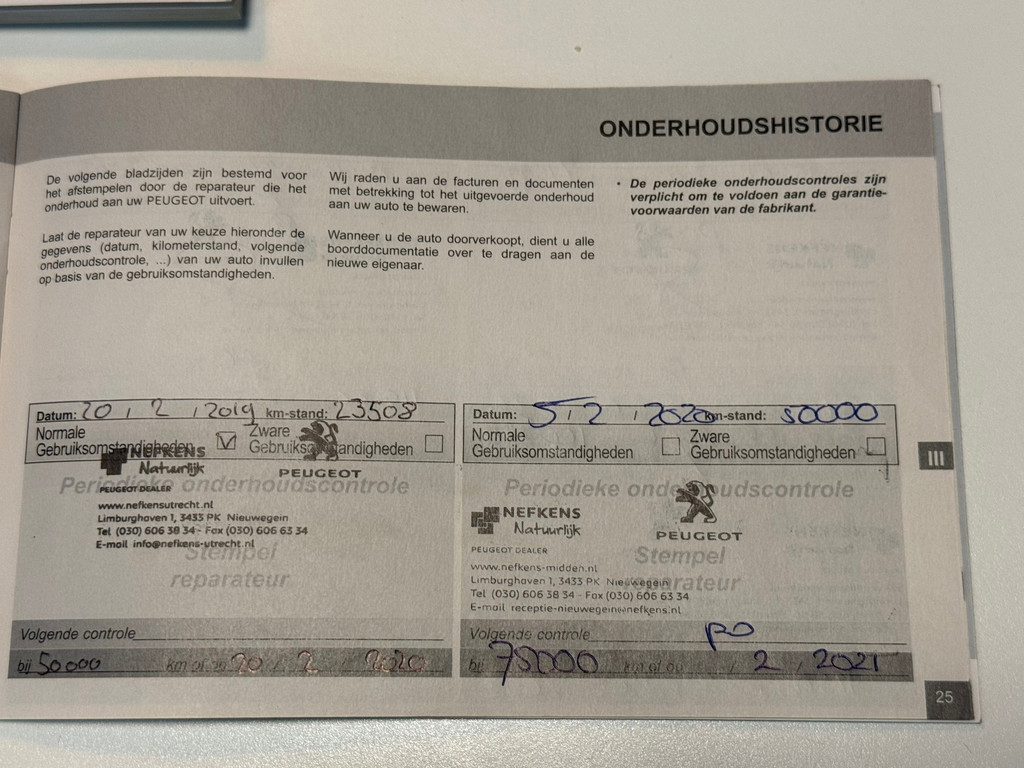 ONDERHOUDSHISTORIE
De volgende bladzijden zijn bestemd voor
het afstempelen door de reparateur die het
onderhoud aan uw PEUGEOT uitvoert.
Laat de reparateur van uw keuze hieronder de
gegevens (datum, kilometerstand, volgende
onderhoudscontrole, ...) van uw auto invullen
op basis van de gebruiksomstandigheden.
Wij raden u aan de facturen en documenten
met betrekking tot het uitgevoerde onderhoud
aan uw auto te bewaren.
Wanneer u de auto doorverkoopt, dient u alle
boorddocumentatie over te dragen aan de
nieuwe eigenaar.
• De periodieke onderhoudscontroles zijn
verplicht om te voldoen aan de garantie-
voorwaarden van de fabrikant.
Datum: 20 / 2 / 2019 km-stand: 23508
Normale
Gebruiksomstandigheden
Zware
Gebruiksomstandigheden
NEFKENS
Natuurlijk
PEUGEOT
PEUGEOT DEALER
Periodieke onderhoudscontrole
www.nefkensutrecht.nl
Limburghaven 1, 3433 PK Nieuwegein
Tel (030) 606 38 34 - Fax (030) 606 63 34
E-mail info@nefkens-utrecht.nl
Stempel
reparateur
Volgende controle
bij 50000 km of op 20 / 2 / 2020
Datum: 5 / 2 / 2020 km-stand: 50000
Normale
Gebruiksomstandigheden
Zware
Gebruiksomstandigheden
Periodieke onderhoudscontrole
NEFKENS
Natuurlijk
PEUGEOT
PEUGEOT DEALER
Stempel
reparateur
www.nefkens-midden.nl
Limburghaven 1, 3433 PK Nieuwegein
Tel (030) 606 38 34 - Fax (030) 606 63 34
E-mail receptie-nieuwegein@nefkens.nl
Volgende controle
bij 75000 km of op / 2 / 2021
III
25